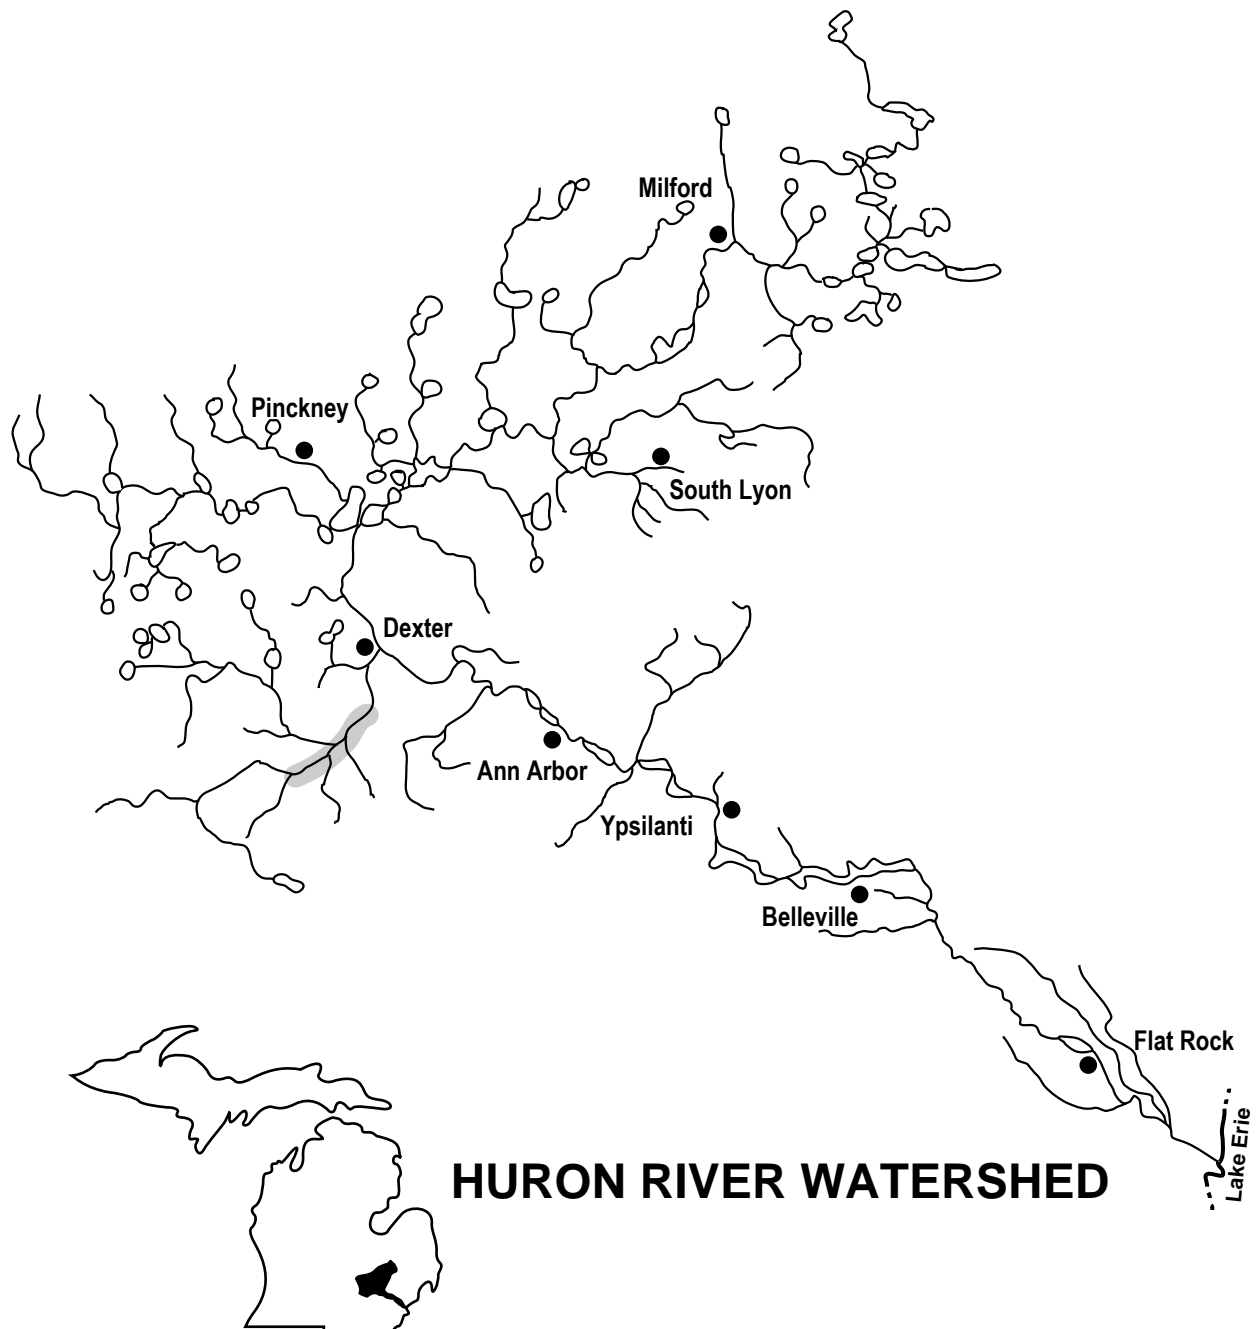 Milford
Pinckney
South Lyon
Dexter
Ann Arbor
Ypsilanti
Belleville
Flat Rock
Lake Erie
HURON RIVER WATERSHED